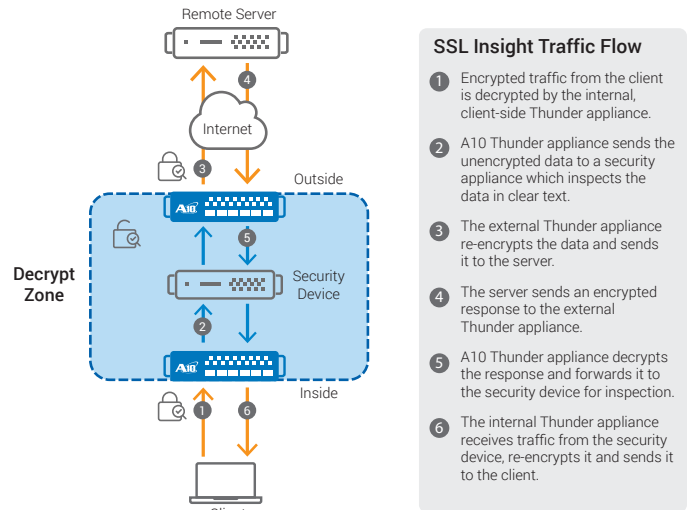 Remote Server
4
Internet
3
Outside
A10
5
Decrypt
Zone
Security
Device
2
A10
Inside
1
6
Client
SSL Insight Traffic Flow
1 Encrypted traffic from the client
is decrypted by the internal,
client-side Thunder appliance.
2 A10 Thunder appliance sends the
unencrypted data to a security
appliance which inspects the
data in clear text.
3 The external Thunder appliance
re-encrypts the data and sends
it to the server.
4 The server sends an encrypted
response to the external
Thunder appliance.
5 A10 Thunder appliance decrypts
the response and forwards it to
the security device for inspection.
6 The internal Thunder appliance
receives traffic from the security
device, re-encrypts it and sends it
to the client.